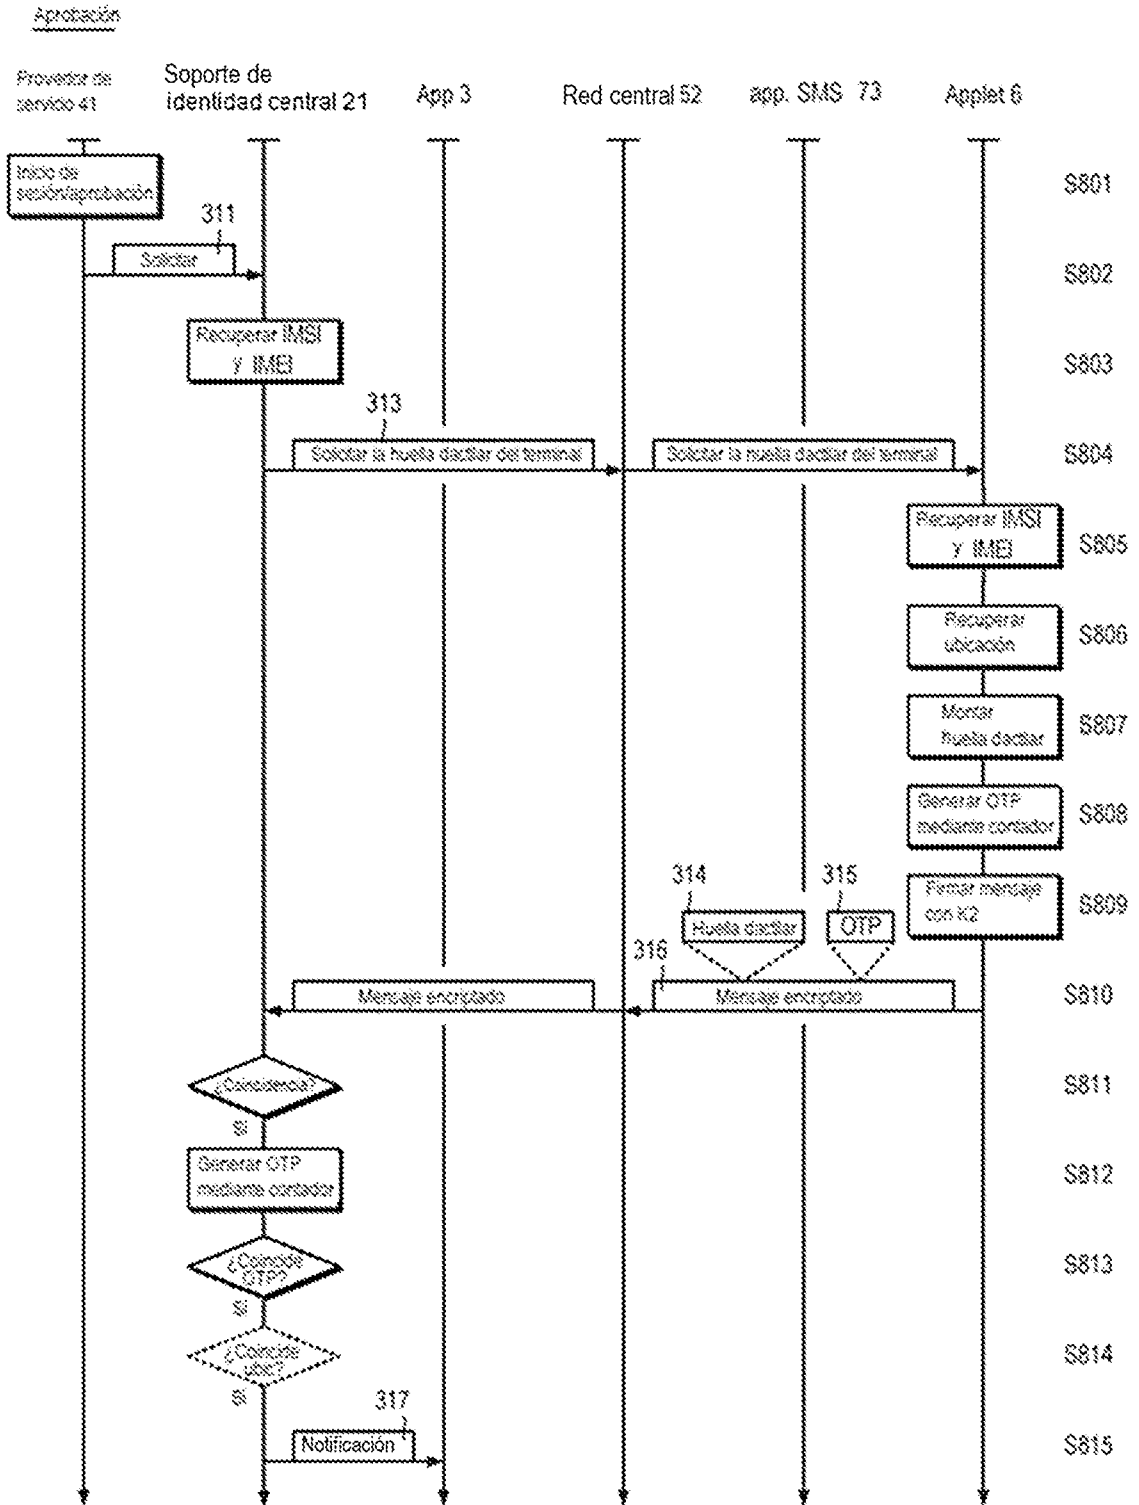 Aprobación
Provedor de
servicio 41
Soporte de
identidad central 21
App 3
Red central 52
app. SMS 73
Applet 6
Inicio de
sesión/aprobación
S801
311
Solicitar
S802
Recuperar IMSI
y IMEI
S803
313
Solicitar la huella dactilar del terminal
Solicitar la huella dactilar del terminal
S804
Recuperar IMSI
y IMEI
S805
Recuperar
ubicación
S806
Montar
huella dactilar
S807
Generar OTP
mediante contador
S808
314
315
Firmar mensaje
con K2
S809
Huella dactilar
OTP
316
Mensaje encriptado
Mensaje encriptado
S810
¿Coincidencia?
S811
Sí
Generar OTP
mediante contador
S812
¿Coincide
OTP?
S813
Sí
¿Coincide
ubic?
S814
Sí
317
Notificación
S815